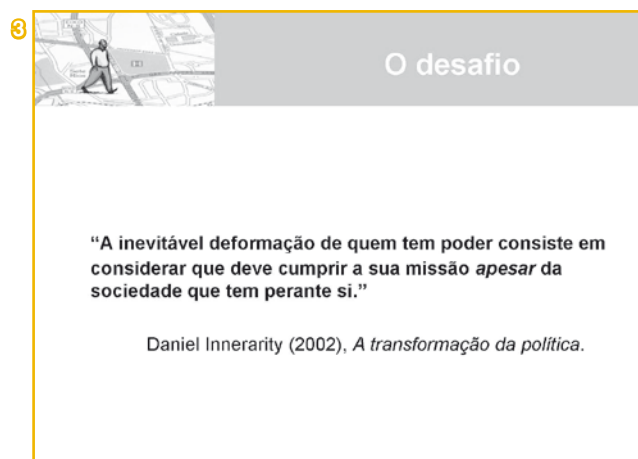 3
O desafio
“A inevitável deformação de quem tem poder consiste em
considerar que deve cumprir a sua missão apesar da
sociedade que tem perante si.”
Daniel Innerarity (2002), A transformação da política.